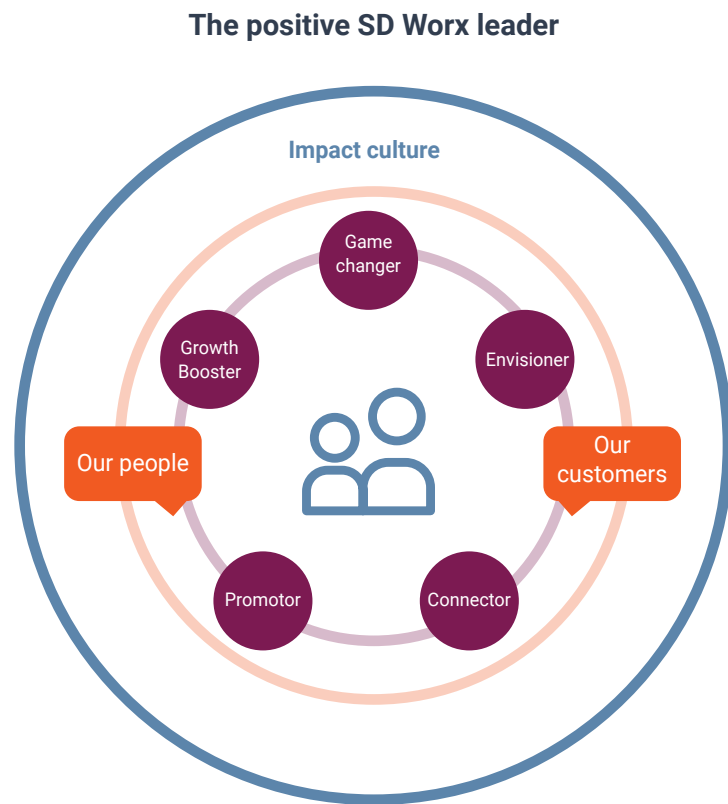 The positive SD Worx leader
Impact culture
Game
changer
Growth
Booster
Envisioner
Our people
Our
customers
Promotor
Connector